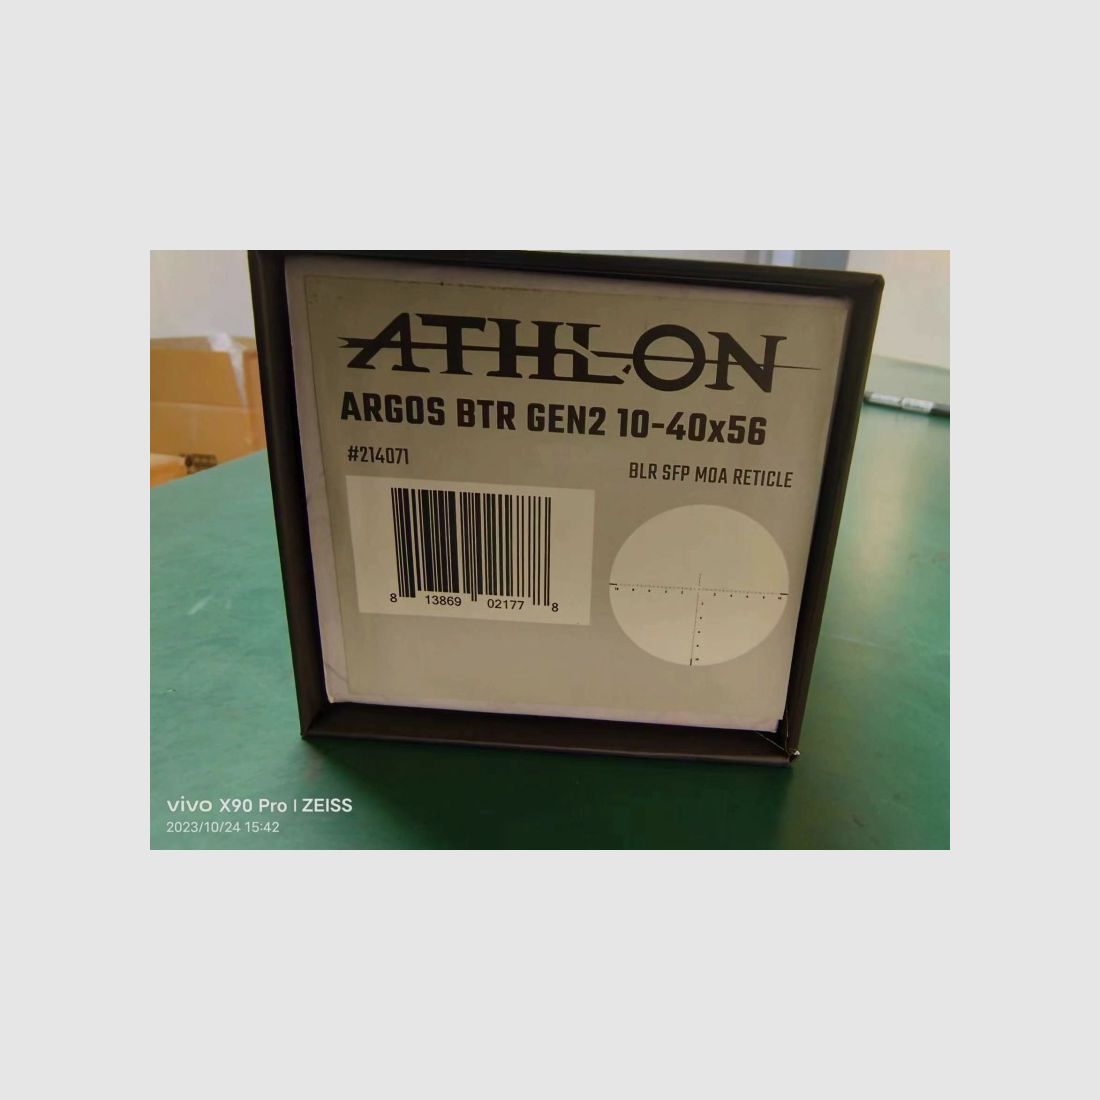 ATHLON
ARGOS BTR GEN2 10-40x56
#214071
BLR SFP MOA RETICLE
8 13869 02177 8
vivo X90 Pro | ZEISS
2023/10/24 15:42